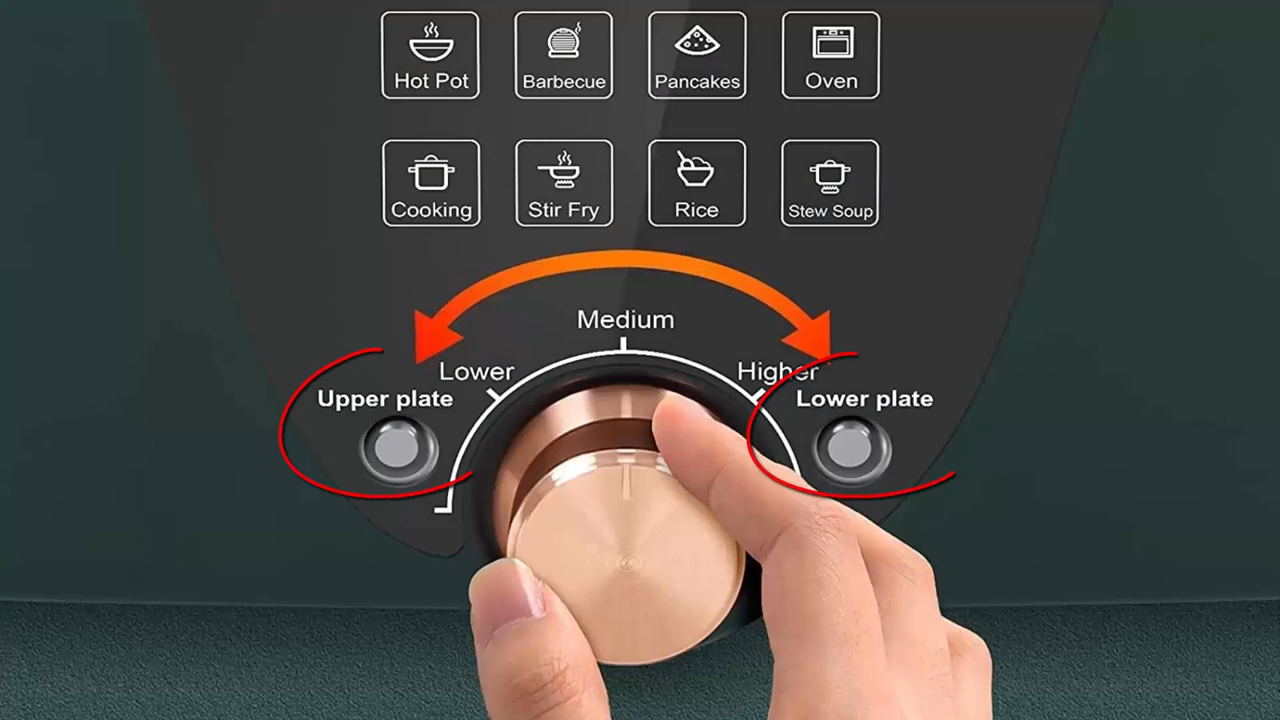 Hot Pot
Barbecue
Pancakes
Oven
Cooking
Stir Fry
Rice
Stew Soup
Medium
Lower
Higher
Upper plate
Lower plate